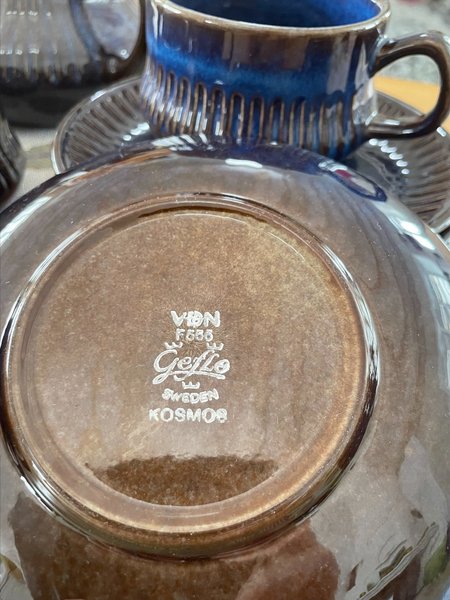 VDN
F555
Gefle
SWEDEN
KOSMOS